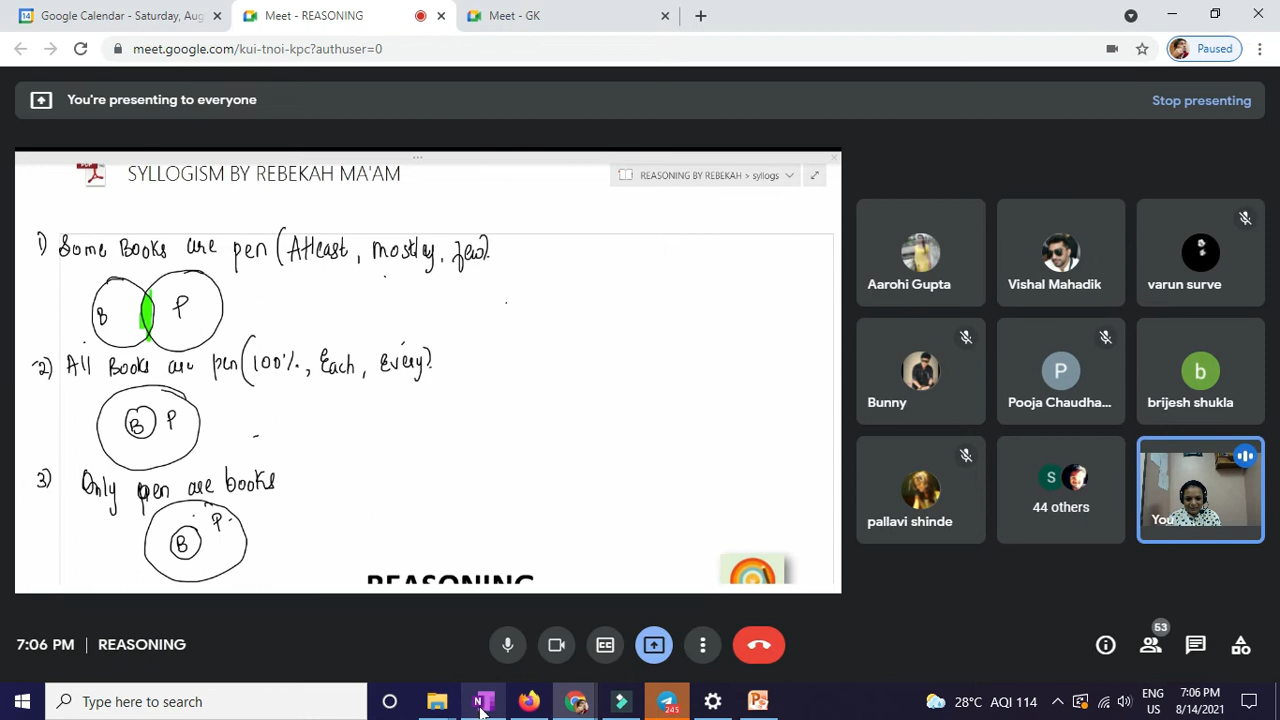 Google Calendar - Saturday, Aug
Meet - REASONING
Meet - GK
meet.google.com/kui-tnoi-kpc?authuser=0
Paused
You're presenting to everyone
Stop presenting
SYLLOGISM BY REBEKAH MA'AM
REASONING BY REBEKAH > syllogs
1) Some Books are pen (Atleast, mostley, few).
B P
2) All Books are pen (100%, Each, Every).
B P
3) Only pen are books
B P
REASONING
Aarohi Gupta
Vishal Mahadik
varun surve
Bunny
P
Pooja Chaudha...
b
brijesh shukla
pallavi shinde
S
44 others
You
7:06 PM | REASONING
53
Type here to search
N
245
28°C AQI 114
ENG
US
7:06 PM
8/14/2021